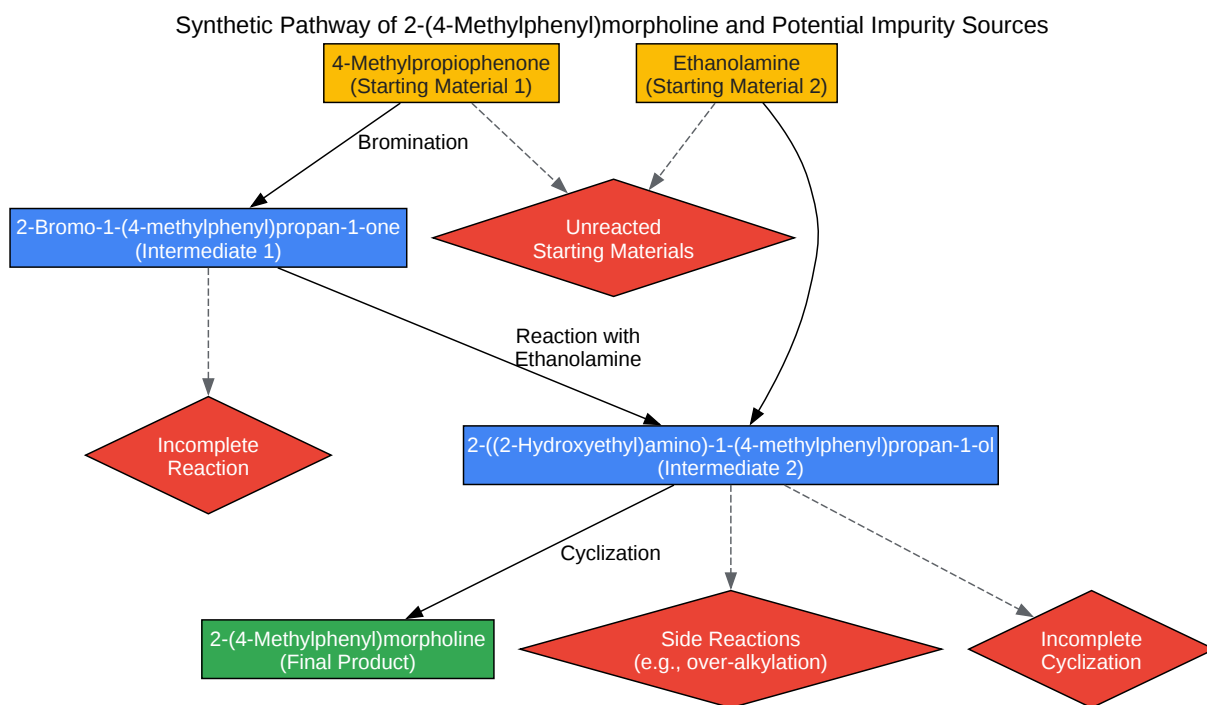 Synthetic Pathway of 2-(4-Methylphenyl)morpholine and Potential Impurity Sources
4-Methylpropiophenone
(Starting Material 1)
Ethanolamine
(Starting Material 2)
Bromination
2-Bromo-1-(4-methylphenyl)propan-1-one
(Intermediate 1)
Unreacted
Starting Materials
Reaction with
Ethanolamine
Incomplete
Reaction
2-((2-Hydroxyethyl)amino)-1-(4-methylphenyl)propan-1-ol
(Intermediate 2)
Cyclization
2-(4-Methylphenyl)morpholine
(Final Product)
Side Reactions
(e.g., over-alkylation)
Incomplete
Cyclization